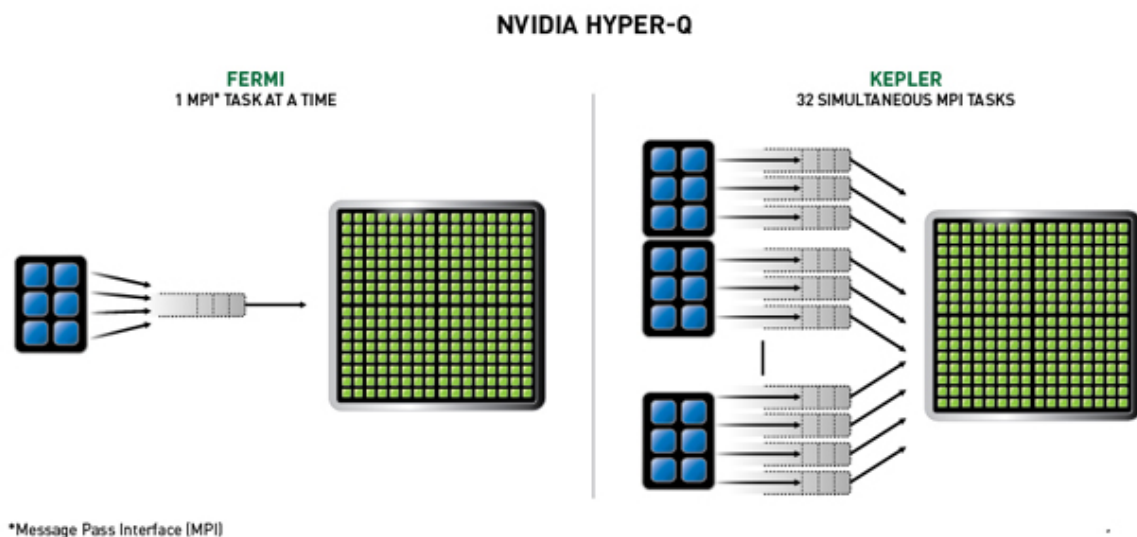 NVIDIA HYPER-Q
FERMI
1 MPI* TASK AT A TIME
KEPLER
32 SIMULTANEOUS MPI TASKS
*Message Pass Interface (MPI)